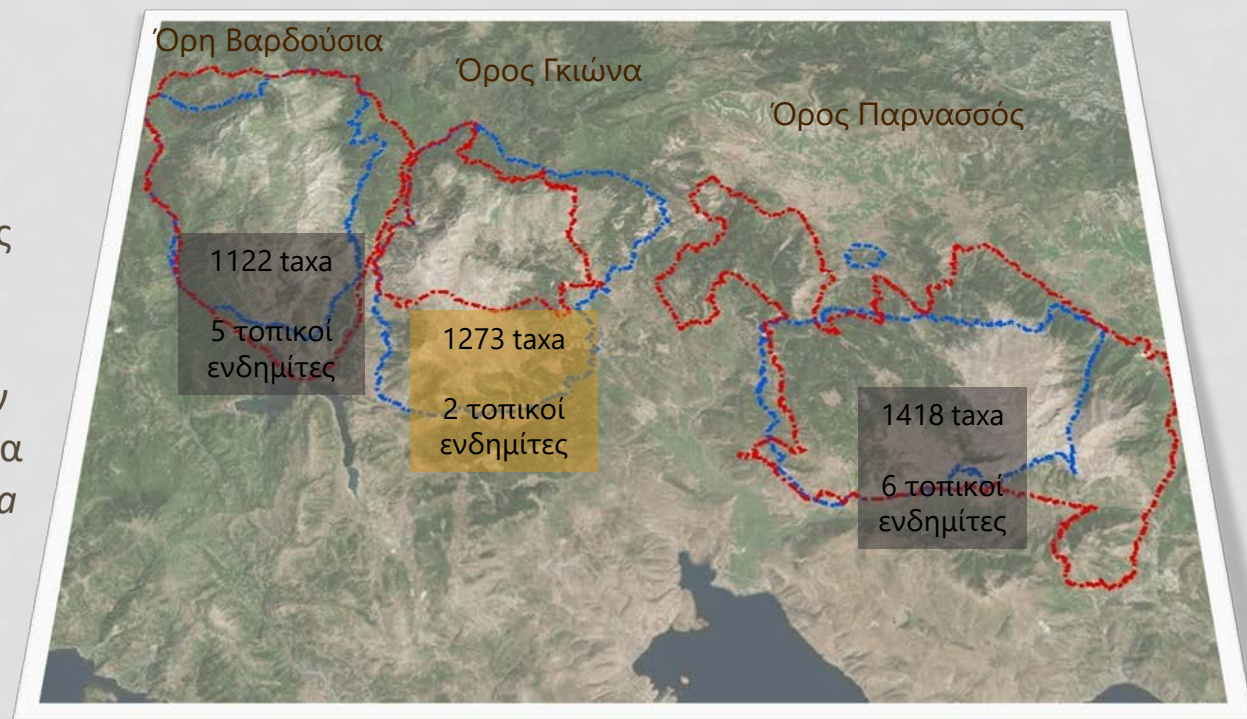 Όρη Βαρδούσια
Όρος Γκιώνα
Όρος Παρνασσός
1122 taxa
5 τοπικοί
ενδημίτες
1273 taxa
2 τοπικοί
ενδημίτες
1418 taxa
6 τοπικοί
ενδημίτες